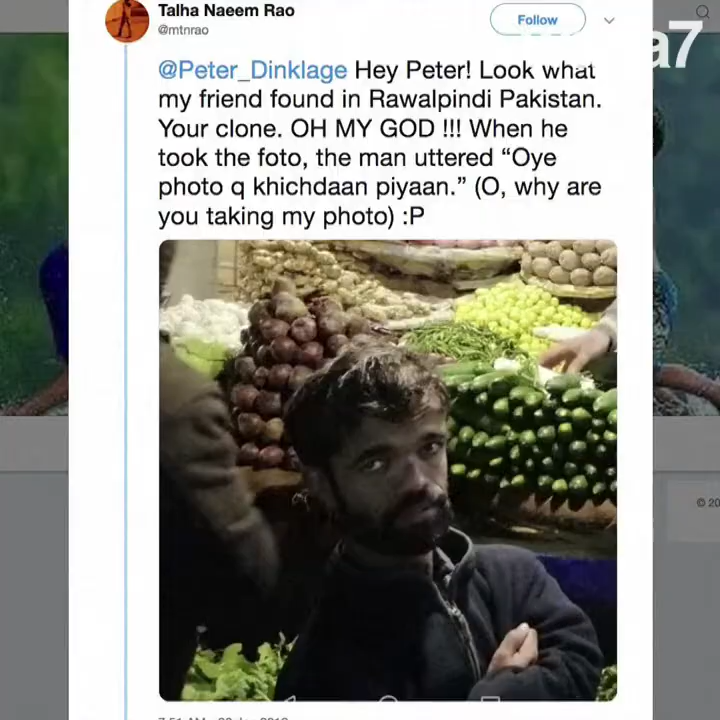 Talha Naeem Rao
@mtnrao
Follow
a7
@Peter_Dinklage Hey Peter! Look what
my friend found in Rawalpindi Pakistan.
Your clone. OH MY GOD !!! When he
took the foto, the man uttered “Oye
photo q khichdaan piyaan.” (O, why are
you taking my photo) :P
© 20